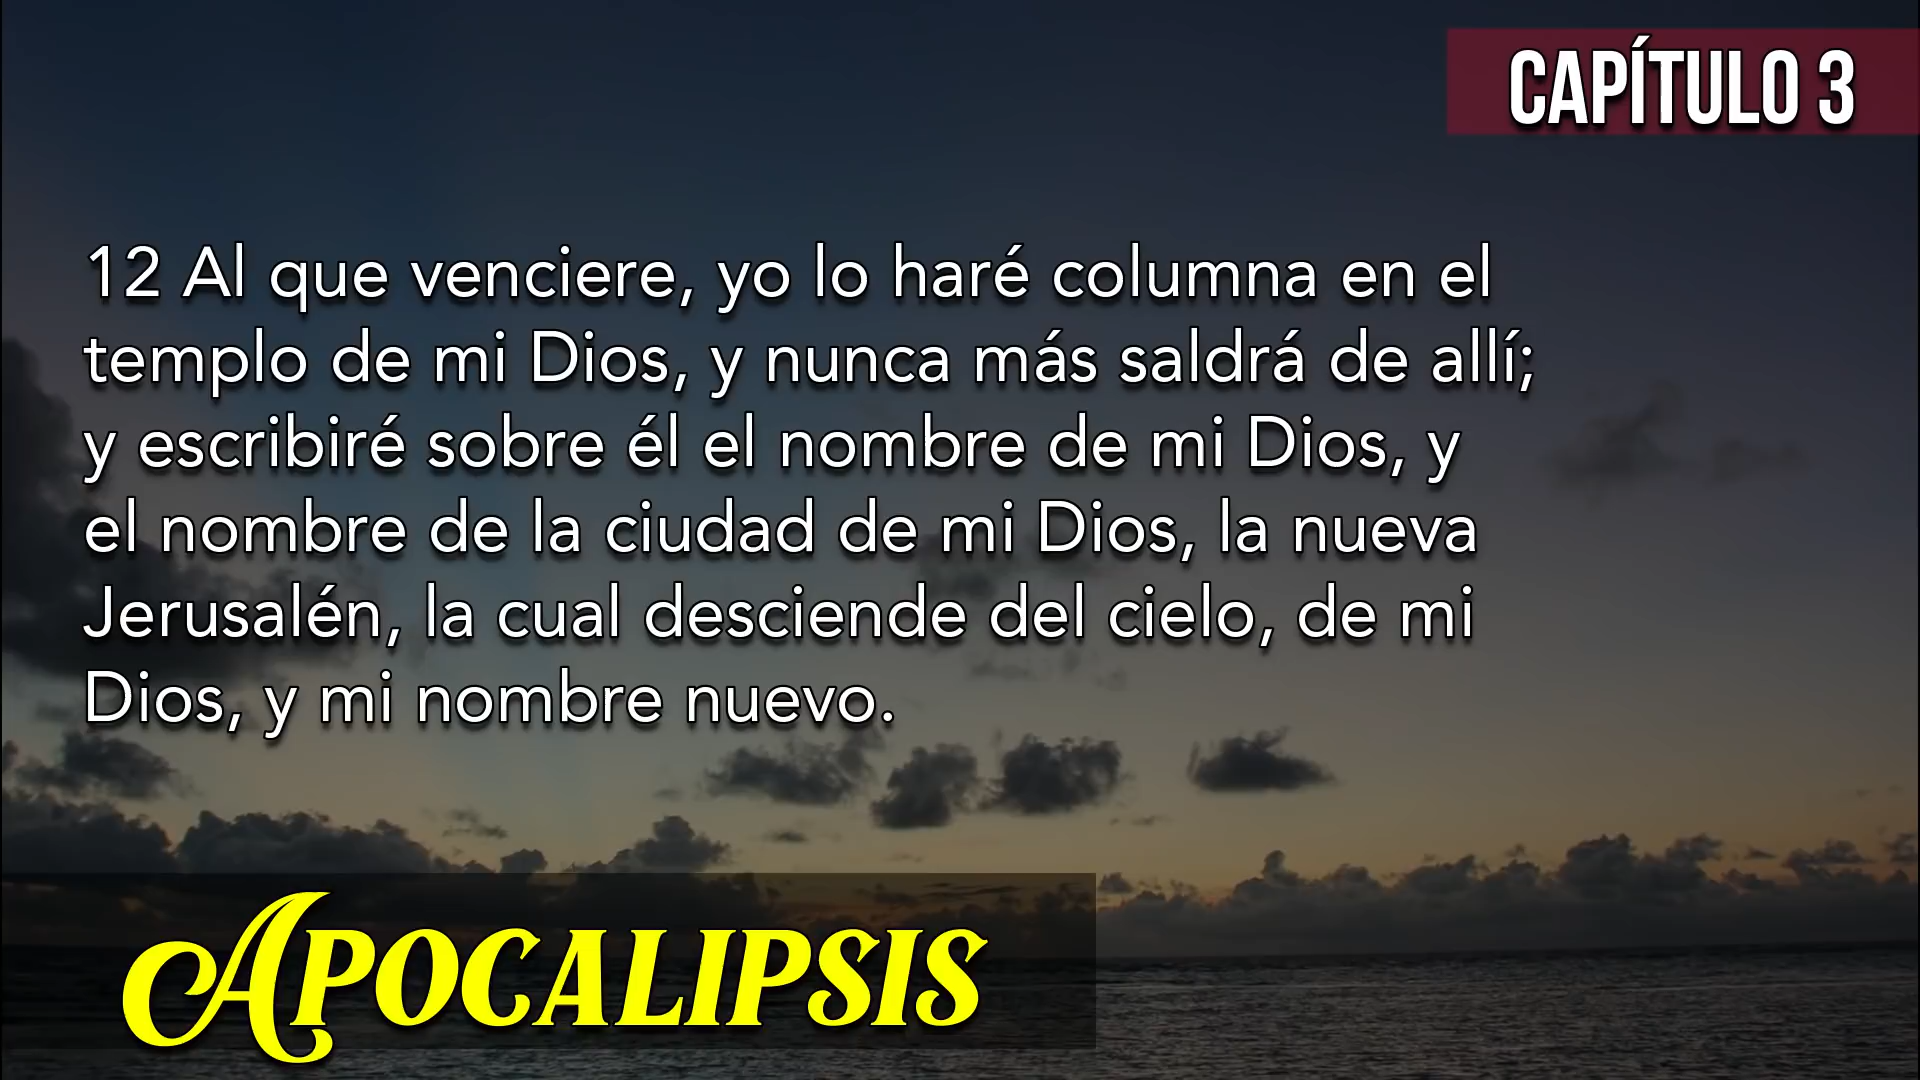 CAPÍTULO 3
12 Al que venciere, yo lo haré columna en el
templo de mi Dios, y nunca más saldrá de allí;
y escribiré sobre él el nombre de mi Dios, y
el nombre de la ciudad de mi Dios, la nueva
Jerusalén, la cual desciende del cielo, de mi
Dios, y mi nombre nuevo.
APOCALIPSIS